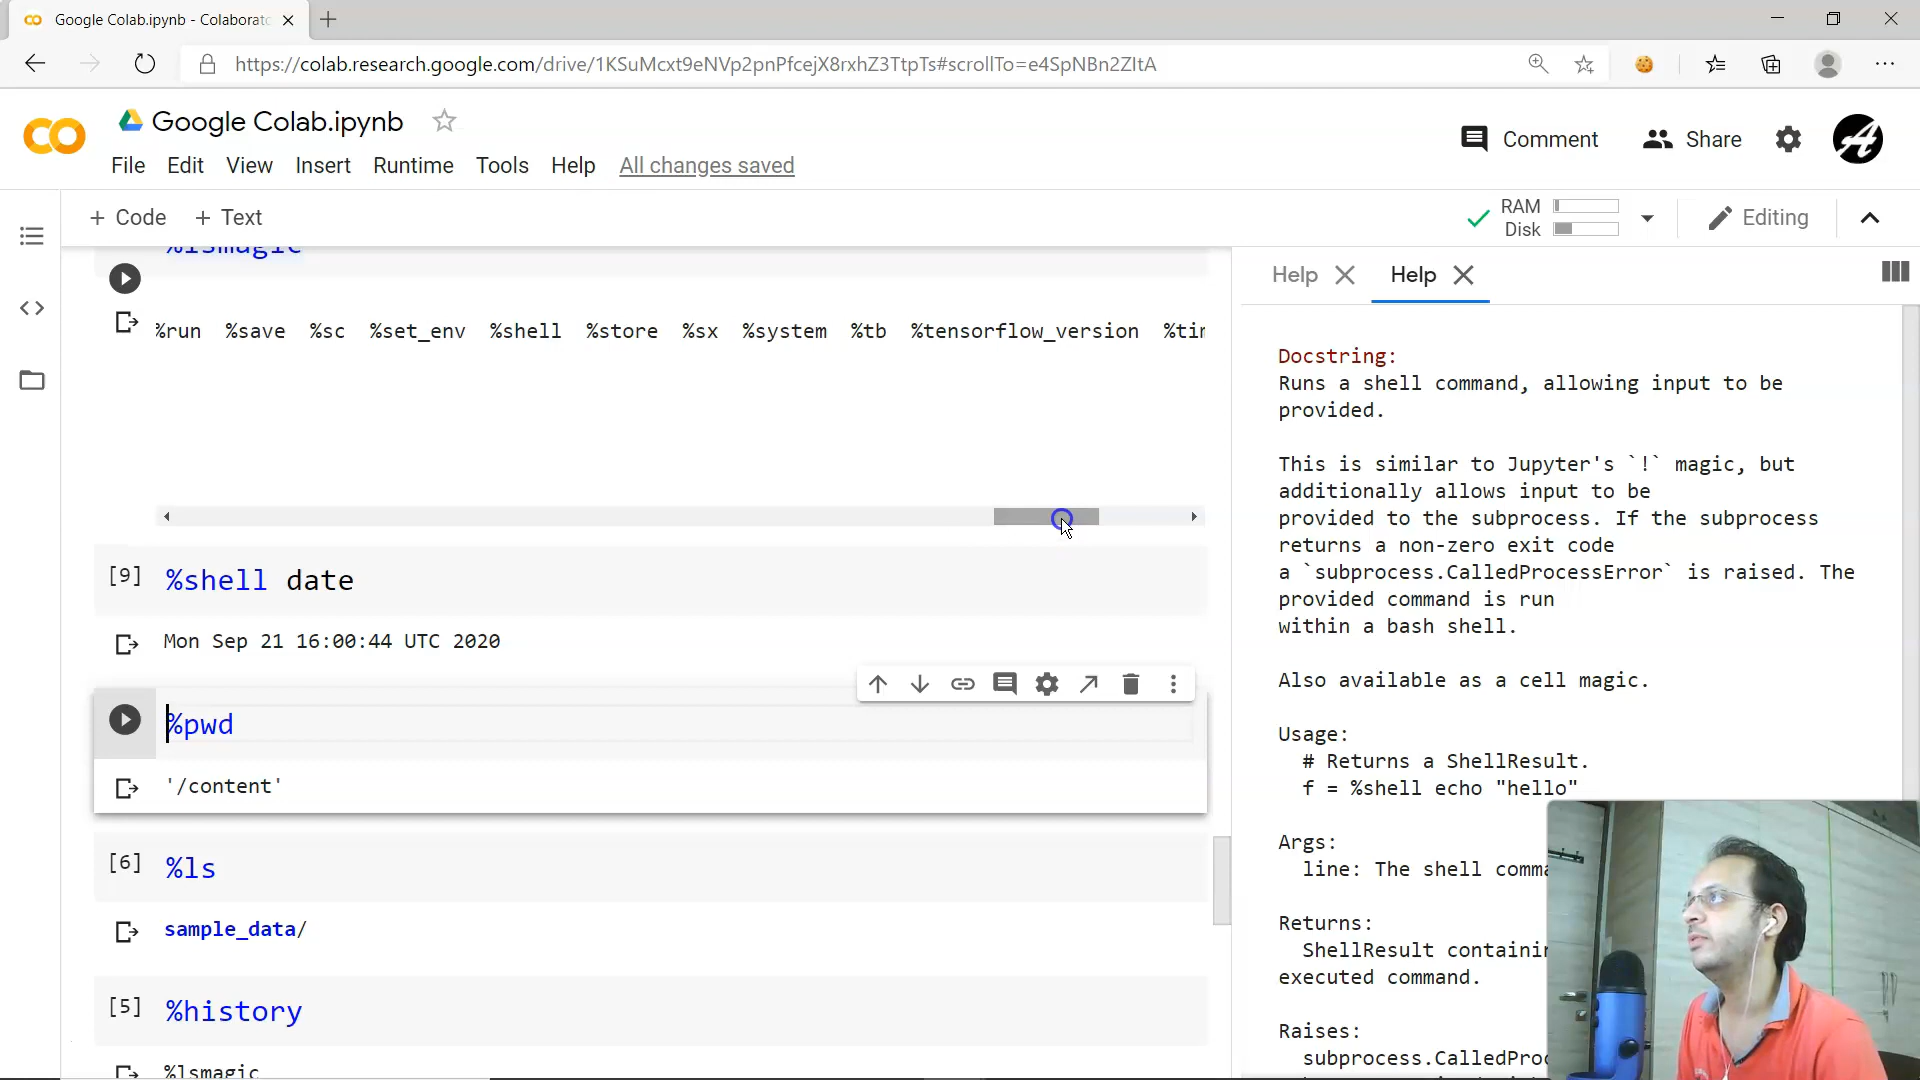 Google Colab.ipynb - Colaborato
https://colab.research.google.com/drive/1KSuMcxt9eNVp2pnPfcejX8rxhZ3TtpTs#scrollTo=e4SpNBn2ZltA
Google Colab.ipynb
File Edit View Insert Runtime Tools Help All changes saved
Comment Share
+ Code + Text
RAM
Disk
Editing
%lsmagic
%run %save %sc %set_env %shell %store %sx %system %tb %tensorflow_version %tim
[9] %shell date
Mon Sep 21 16:00:44 UTC 2020
%pwd
'/content'
[6] %ls
sample_data/
[5] %history
%lsmagic
Help Help
Docstring:
Runs a shell command, allowing input to be
provided.
This is similar to Jupyter's `!` magic, but
additionally allows input to be
provided to the subprocess. If the subprocess
returns a non-zero exit code
a `subprocess.CalledProcessError` is raised. The
provided command is run
within a bash shell.
Also available as a cell magic.
Usage:
# Returns a ShellResult.
f = %shell echo "hello"
Args:
line: The shell comma
Returns:
ShellResult containin
executed command.
Raises:
subprocess.CalledProc